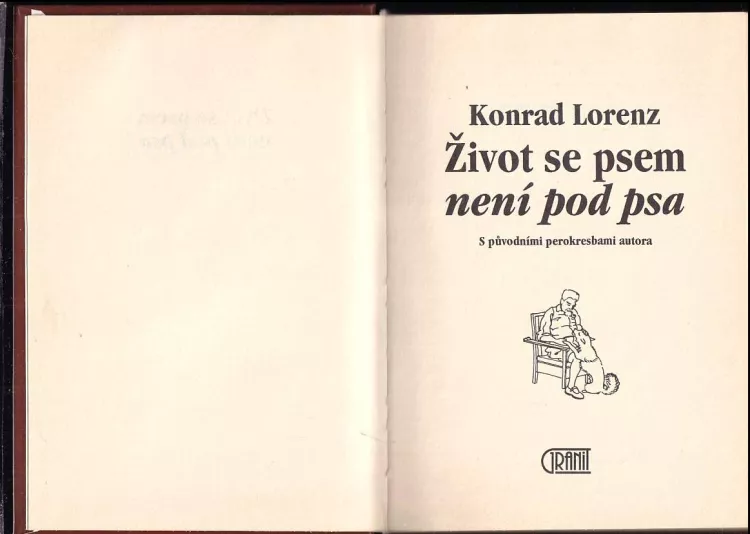 Konrad Lorenz
Život se psem
není pod psa
S původními perokresbami autora
GRANIT